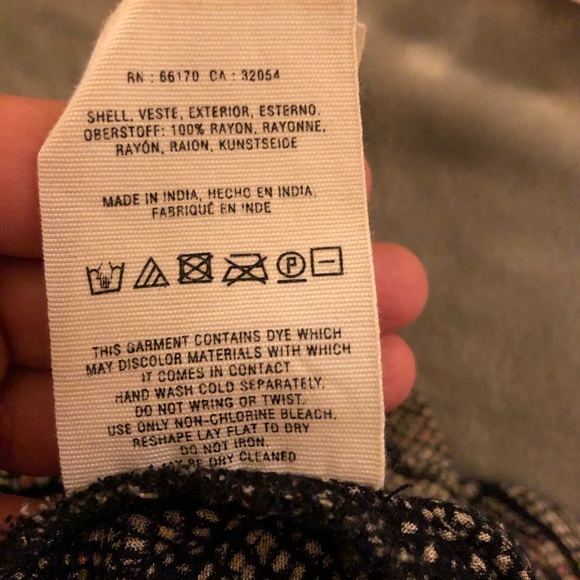 RN : 66170 CA : 32054
SHELL, VESTE, EXTERIOR, ESTERNO,
OBERSTOFF: 100% RAYON, RAYONNE,
RAYÓN, RAION, KUNSTSEIDE
MADE IN INDIA, HECHO EN INDIA
FABRIQUÉ EN INDE
P
THIS GARMENT CONTAINS DYE WHICH
MAY DISCOLOR MATERIALS WITH WHICH
IT COMES IN CONTACT
HAND WASH COLD SEPARATELY.
DO NOT WRING OR TWIST.
USE ONLY NON-CHLORINE BLEACH.
RESHAPE LAY FLAT TO DRY
DO NOT IRON.
MAY BE DRY CLEANED